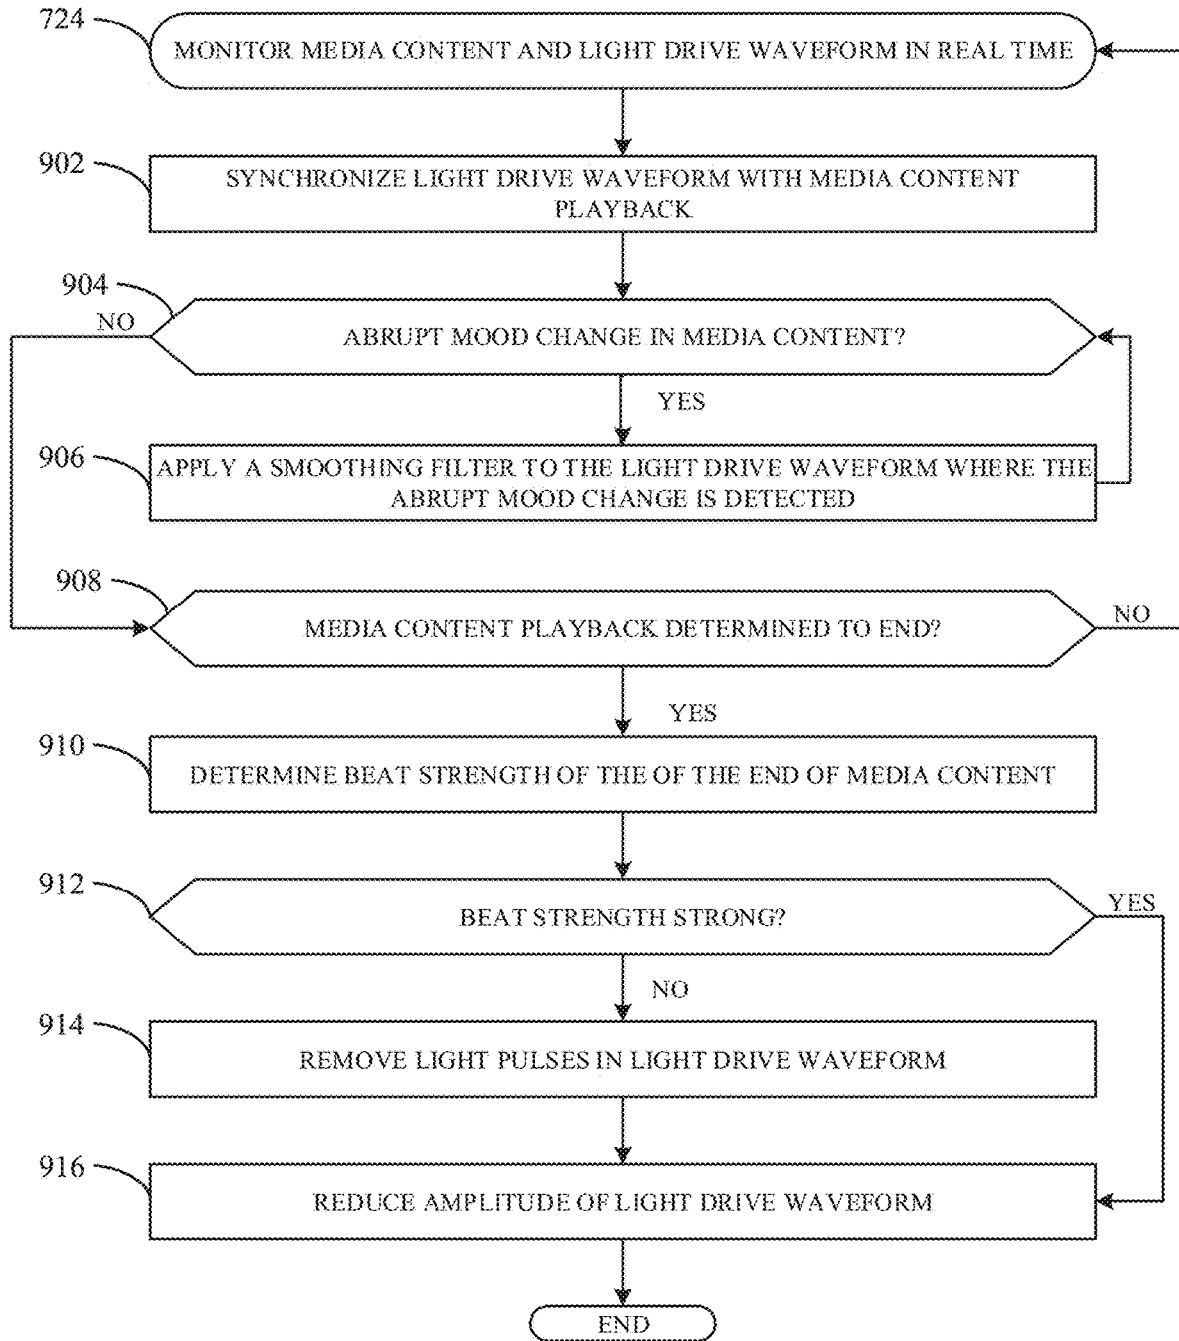 724
MONITOR MEDIA CONTENT AND LIGHT DRIVE WAVEFORM IN REAL TIME
902
SYNCHRONIZE LIGHT DRIVE WAVEFORM WITH MEDIA CONTENT
PLAYBACK
904
NO
ABRUPT MOOD CHANGE IN MEDIA CONTENT?
YES
906
APPLY A SMOOTHING FILTER TO THE LIGHT DRIVE WAVEFORM WHERE THE
ABRUPT MOOD CHANGE IS DETECTED
908
MEDIA CONTENT PLAYBACK DETERMINED TO END?
NO
YES
910
DETERMINE BEAT STRENGTH OF THE OF THE END OF MEDIA CONTENT
912
BEAT STRENGTH STRONG?
YES
NO
914
REMOVE LIGHT PULSES IN LIGHT DRIVE WAVEFORM
916
REDUCE AMPLITUDE OF LIGHT DRIVE WAVEFORM
END